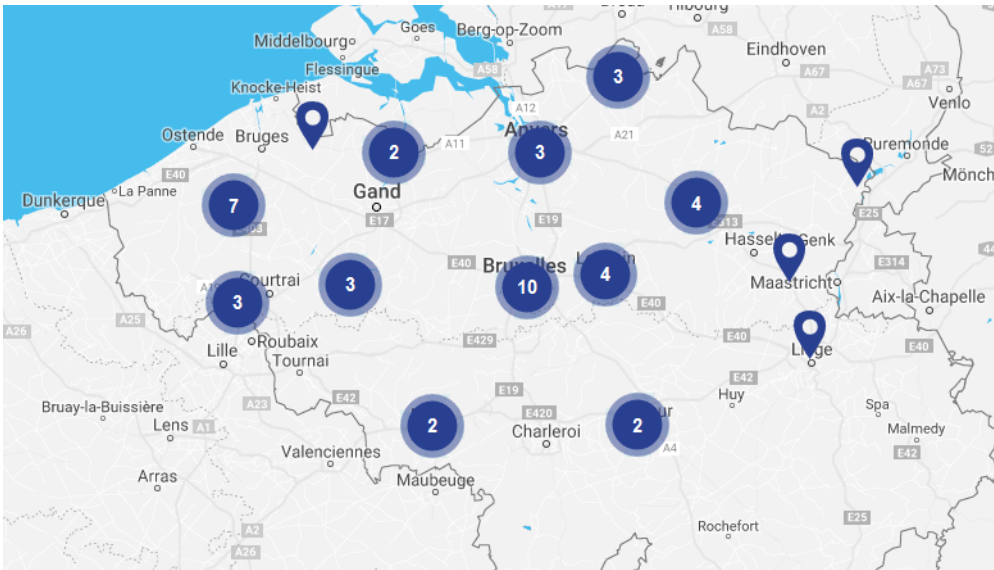 Middelbourg
Goes
Berg-op-Zoom
A58
A58
Eindhoven
Flessingue
A67
A73
A67
Knocke-Heist
Venlo
3
A12
A2
Ostende
Bruges
A11
Anvers
A21
2
3
Ruremonde
52
E40
La Panne
Gand
Mönch
Dunkerque
7
4
E17
E19
E25
Hasselt
Genk
E314
E40
Bruxelles
4
Courtrai
3
10
Maastricht
Aix-la-Chapelle
3
E40
A26
A25
Roubaix
E429
E40
E40
Lille
Liège
Tournai
E42
E19
Huy
Bruay-la-Buissière
A23
E42
E420
Spa
Lens
A1
2
Charleroi
2
Malmedy
A4
E42
Valenciennes
Arras
Maubeuge
E25
A2
Rochefort
A26